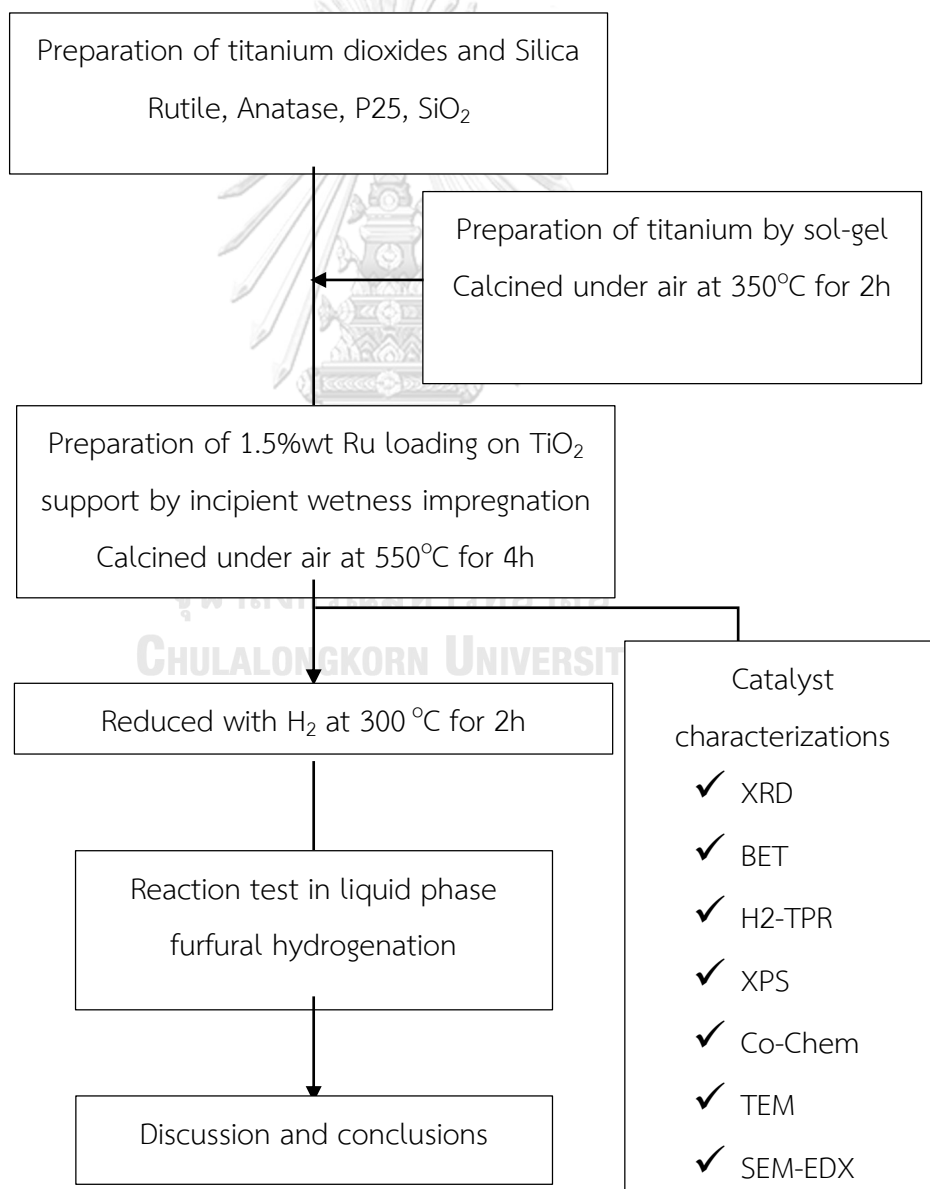 Preparation of titanium dioxides and Silica
Rutile, Anatase, P25, SiO₂
Preparation of titanium by sol-gel
Calcined under air at 350°C for 2h
Preparation of 1.5%wt Ru loading on TiO₂
support by incipient wetness impregnation
Calcined under air at 550°C for 4h
CHULALONGKORN UNIVERSIT
Reduced with H₂ at 300 °C for 2h
Catalyst
characterizations
✓ XRD
✓ BET
✓ H2-TPR
✓ XPS
✓ Co-Chem
✓ TEM
✓ SEM-EDX
Reaction test in liquid phase
furfural hydrogenation
Discussion and conclusions